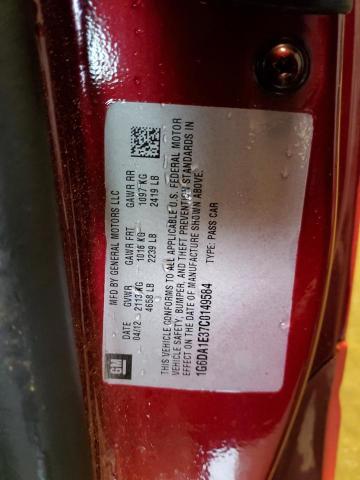 GM
MFD BY GENERAL MOTORS LLC
DATE GVWR GAWR FRT GAWR RR
04/12 2113 KG 1016 KG 1097 KG
4658 LB 2239 LB 2419 LB
THIS VEHICLE CONFORMS TO ALL APPLICABLE U.S. FEDERAL MOTOR
VEHICLE SAFETY, BUMPER, AND THEFT PREVENTION STANDARDS IN
EFFECT ON THE DATE OF MANUFACTURE SHOWN ABOVE.
1G6DA1E37C0149584 TYPE: PASS CAR